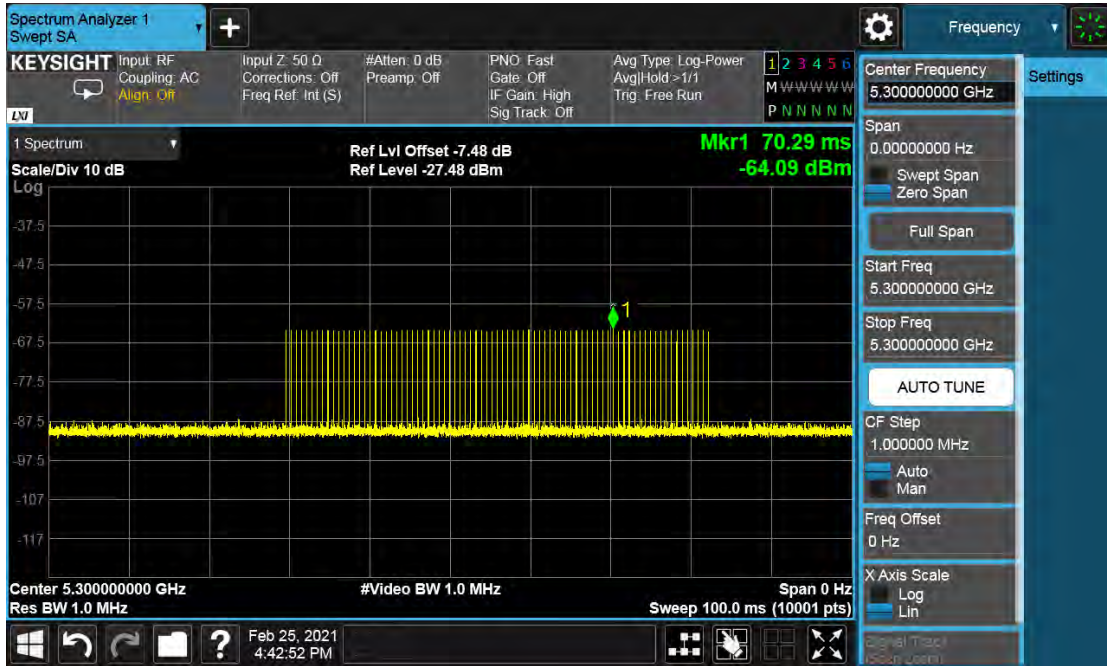 Spectrum Analyzer 1
Swept SA
+
Frequency
KEYSIGHT
Input: RF
Coupling: AC
Align: Off
Input Z: 50 Ω
Corrections: Off
Freq Ref: Int (S)
#Atten: 0 dB
Preamp: Off
PNO: Fast
Gate: Off
IF Gain: High
Sig Track: Off
Avg Type: Log-Power
Avg|Hold >1/1
Trig: Free Run
1 2 3 4 5 6
M W W W W W
P N N N N N
LXI
1 Spectrum
Scale/Div 10 dB
Log
Ref Lvl Offset -7.48 dB
Ref Level -27.48 dBm
Mkr1 70.29 ms
-64.09 dBm
-37.5
-47.5
-57.5
-67.5
-77.5
-87.5
-97.5
-107
-117
1
Center 5.300000000 GHz
Res BW 1.0 MHz
#Video BW 1.0 MHz
Span 0 Hz
Sweep 100.0 ms (10001 pts)
Center Frequency
5.300000000 GHz
Span
0.00000000 Hz
Swept Span
Zero Span
Full Span
Start Freq
5.300000000 GHz
Stop Freq
5.300000000 GHz
AUTO TUNE
CF Step
1.000000 MHz
Auto
Man
Freq Offset
0 Hz
X Axis Scale
Log
Lin
Signal Track
(Span Zoom)
Settings
?
Feb 25, 2021
4:42:52 PM